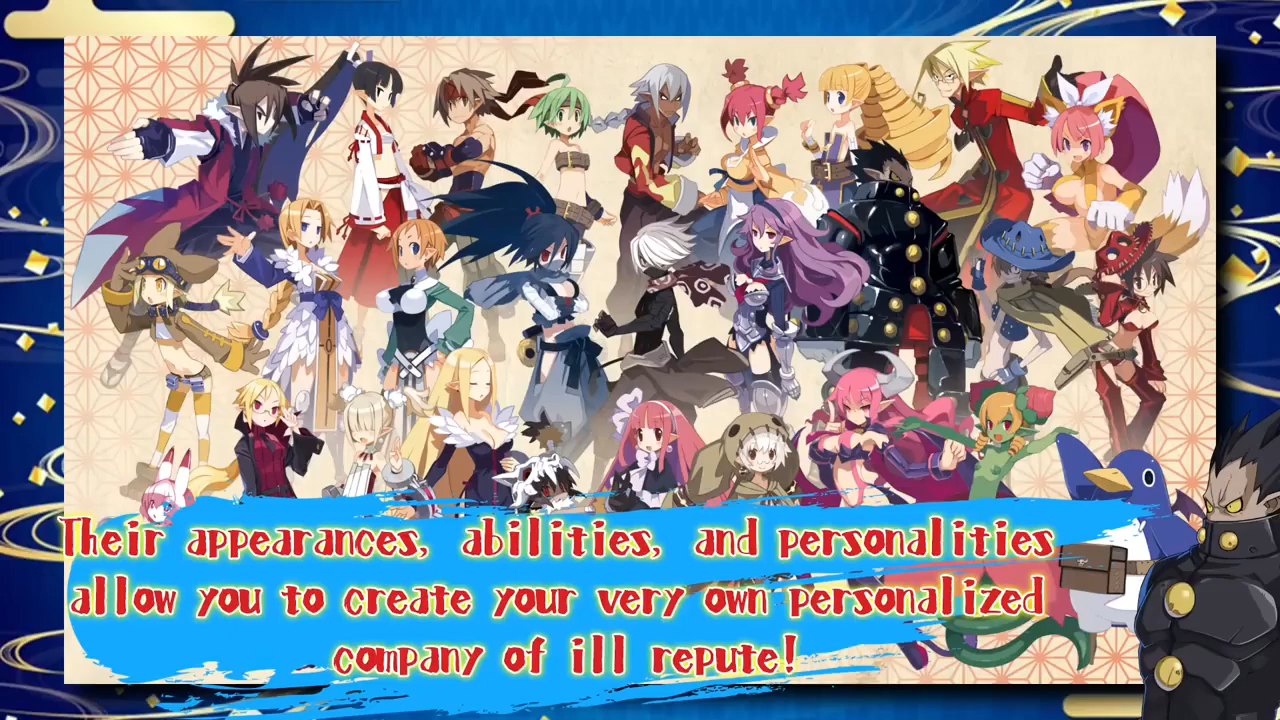 Their appearances, abilities, and personalities
allow you to create your very own personalized
company of ill repute!